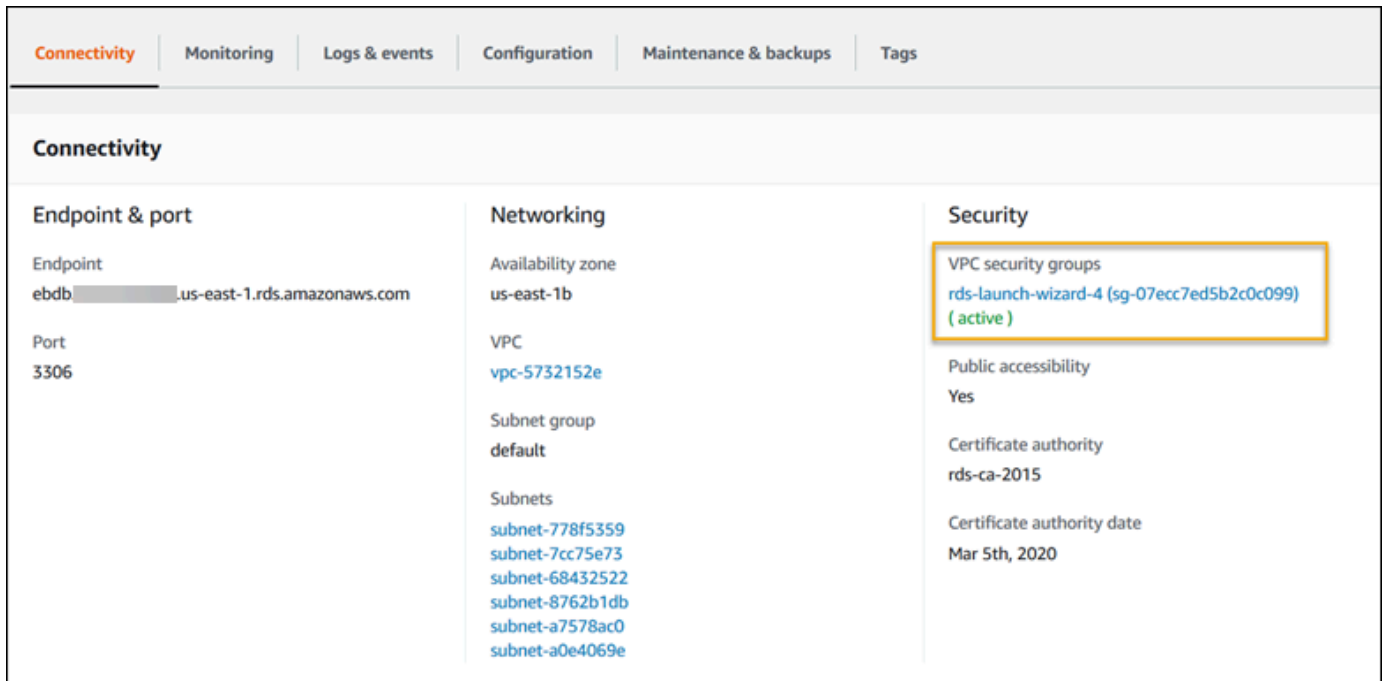 Connectivity
Monitoring
Logs & events
Configuration
Maintenance & backups
Tags
Connectivity
Endpoint & port
Endpoint
ebdb. .us-east-1.rds.amazonaws.com
Port
3306
Networking
Availability zone
us-east-1b
VPC
vpc-5732152e
Subnet group
default
Subnets
subnet-778f5359
subnet-7cc75e73
subnet-68432522
subnet-8762b1db
subnet-a7578ac0
subnet-a0e4069e
Security
VPC security groups
rds-launch-wizard-4 (sg-07ecc7ed5b2c0c099)
( active )
Public accessibility
Yes
Certificate authority
rds-ca-2015
Certificate authority date
Mar 5th, 2020